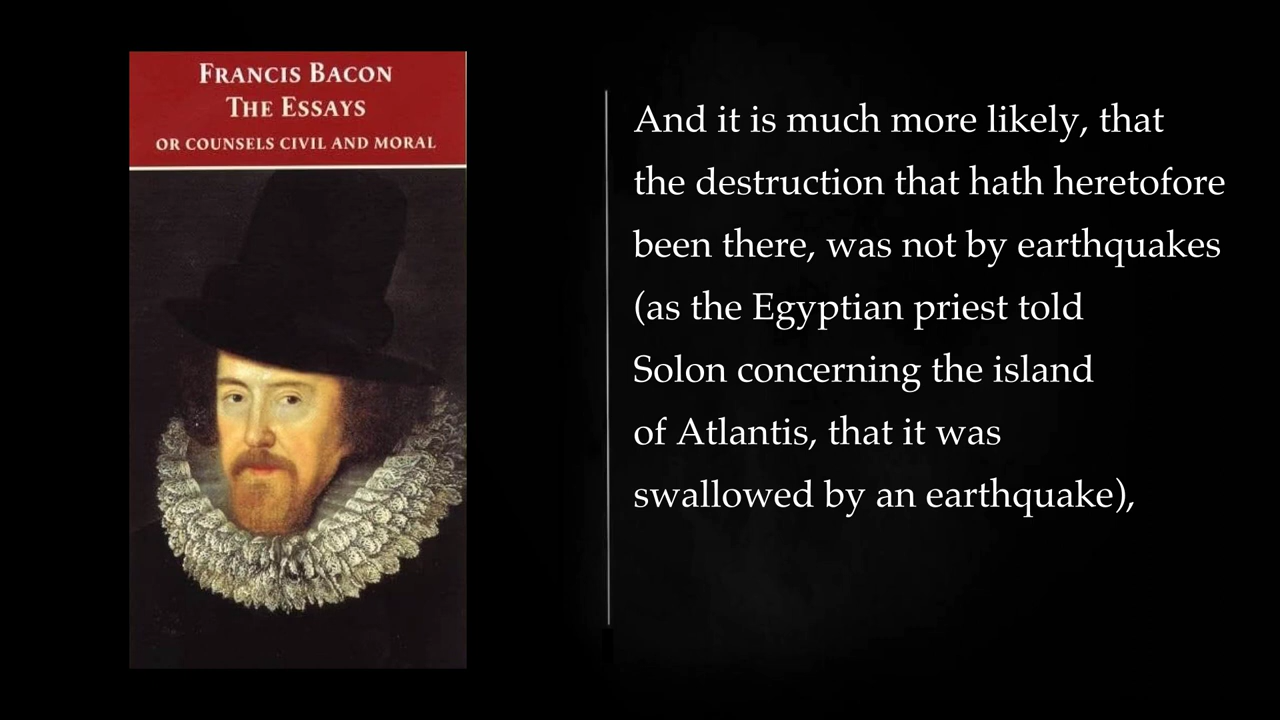 FRANCIS BACON
THE ESSAYS
OR COUNSELS CIVIL AND MORAL
And it is much more likely, that
the destruction that hath heretofore
been there, was not by earthquakes
(as the Egyptian priest told
Solon concerning the island
of Atlantis, that it was
swallowed by an earthquake),